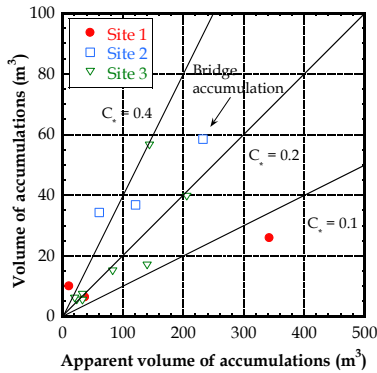 100
80
60
40
20
0
Volume of accumulations (m³)
Site 1
Site 2
Site 3
C* = 0.4
Bridge
accumulation
C* = 0.2
C* = 0.1
0 100 200 300 400 500
Apparent volume of accumulations (m³)